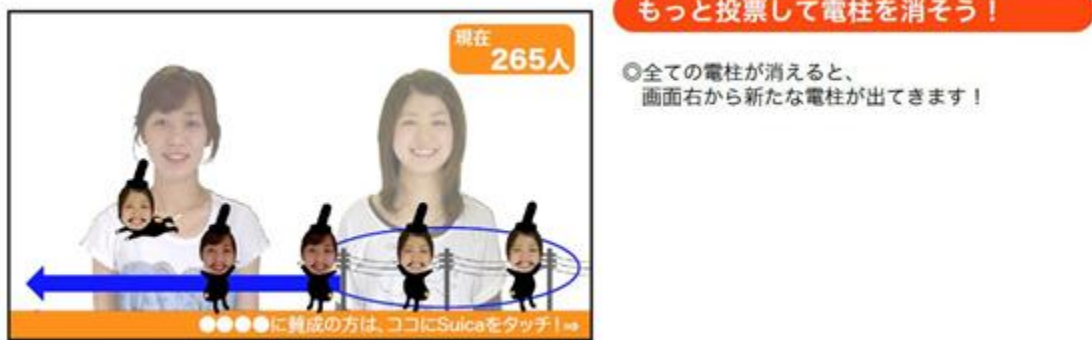 もっと投票して電柱を消そう！
現在
265人
◎全ての電柱が消えると、
画面右から新たな電柱が出てきます！
●●●●に賛成の方は、ココにSuicaをタッチ！⇒